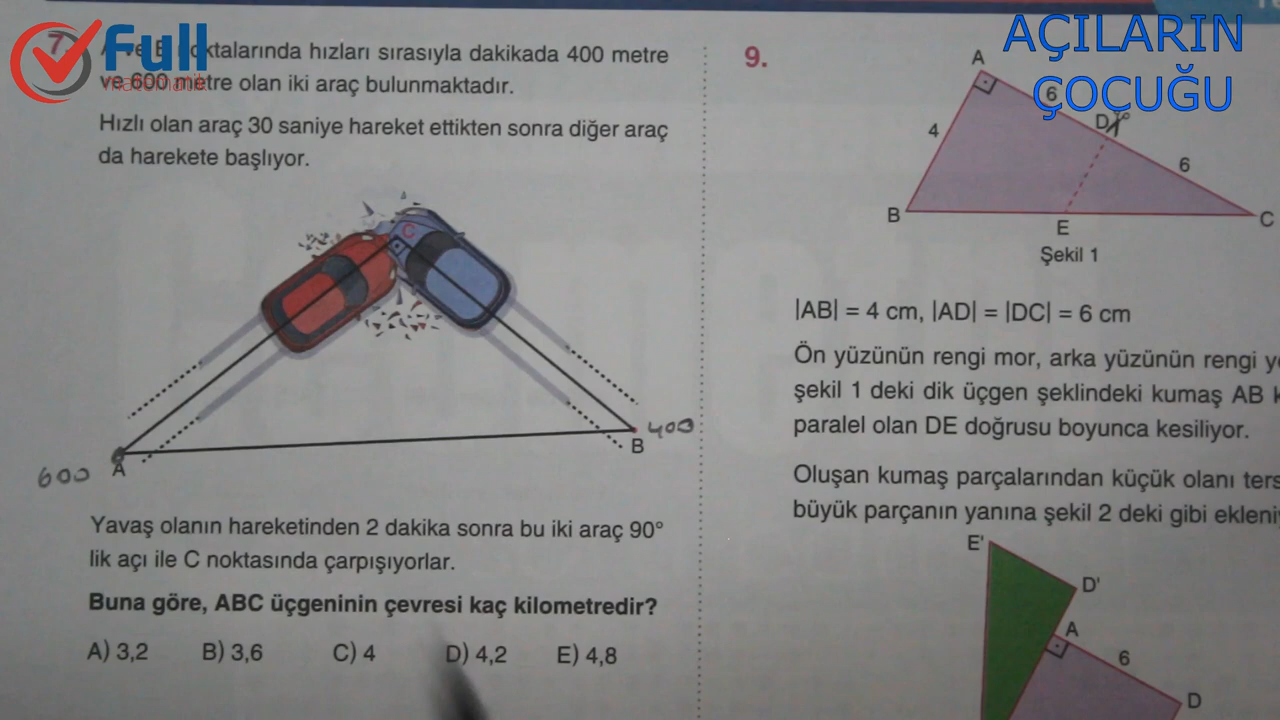 Full
matematik
AÇILARIN
ÇOCUĞU
7
noktalarında hızları sırasıyla dakikada 400 metre
ve 600 metre olan iki araç bulunmaktadır.
Hızlı olan araç 30 saniye hareket ettikten sonra diğer araç
da harekete başlıyor.
C
A
B
600
400
Yavaş olanın hareketinden 2 dakika sonra bu iki araç 90°
lik açı ile C noktasında çarpışıyorlar.
Buna göre, ABC üçgeninin çevresi kaç kilometredir?
A) 3,2 B) 3,6 C) 4 D) 4,2 E) 4,8
9.
A
6
D
4
6
B
E
C
Şekil 1
|AB| = 4 cm, |AD| = |DC| = 6 cm
Ön yüzünün rengi mor, arka yüzünün rengi
şekil 1 deki dik üçgen şeklindeki kumaş AB
paralel olan DE doğrusu boyunca kesiliyor.
Oluşan kumaş parçalarından küçük olanı ters
büyük parçanın yanına şekil 2 deki gibi
E'
D'
A
6
D